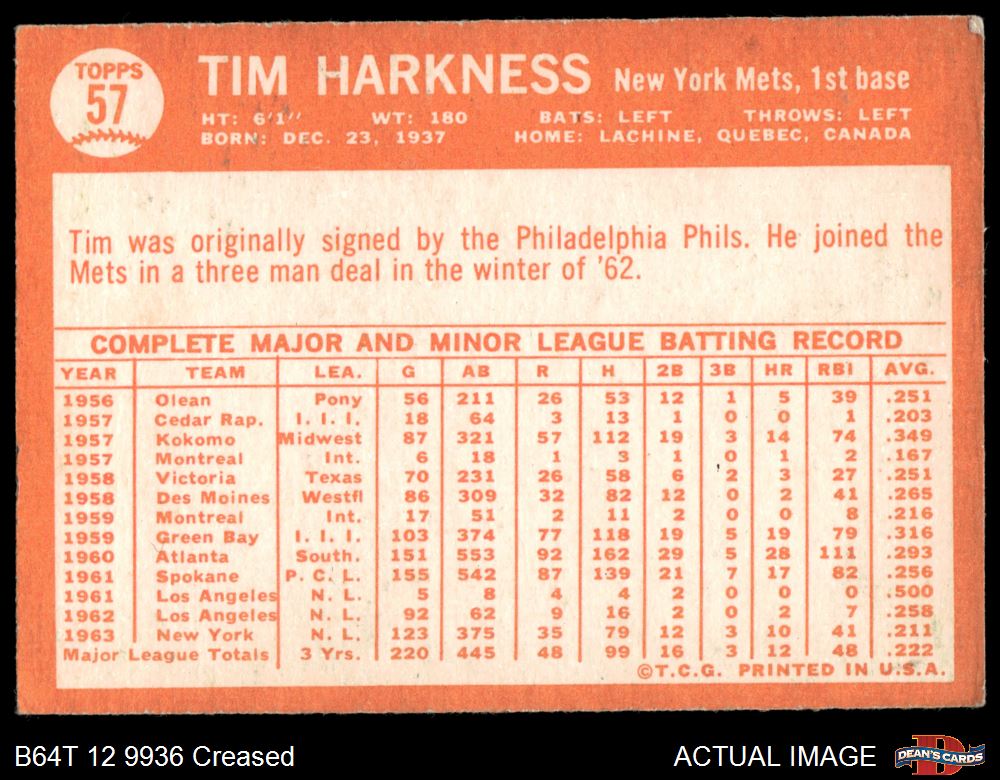 TOPPS
57
TIM HARKNESS New York Mets, 1st base
HT: 6'1" WT: 180 BATS: LEFT THROWS: LEFT
BORN: DEC. 23, 1937 HOME: LACHINE, QUEBEC, CANADA
Tim was originally signed by the Philadelphia Phils. He joined the
Mets in a three man deal in the winter of '62.
COMPLETE MAJOR AND MINOR LEAGUE BATTING RECORD
YEAR TEAM LEA. G AB R H 2B 3B HR RBI AVG.
1956 Olean Pony 56 211 26 53 12 1 5 39 .251
1957 Cedar Rap. I. I. I. 18 64 3 13 1 0 0 1 .203
1957 Kokomo Midwest 87 321 57 112 19 3 14 74 .349
1957 Montreal Int. 6 18 1 3 1 0 1 2 .167
1958 Victoria Texas 70 231 26 58 6 2 3 27 .251
1958 Des Moines Westfl 86 309 32 82 12 0 2 41 .265
1959 Montreal Int. 17 51 2 11 2 0 0 8 .216
1959 Green Bay I. I. I. 103 374 77 118 19 5 19 79 .316
1960 Atlanta South. 151 553 92 162 29 5 28 111 .293
1961 Spokane P. C. L. 155 542 87 139 21 7 17 82 .256
1961 Los Angeles N. L. 5 8 4 4 2 0 0 0 .500
1962 Los Angeles N. L. 92 62 9 16 2 0 2 7 .258
1963 New York N. L. 123 375 35 79 12 3 10 41 .211
Major League Totals 3 Yrs. 220 445 48 99 16 3 12 48 .222
©T.C.G. PRINTED IN U.S.A.
B64T 12 9936 Creased ACTUAL IMAGE DEAN'S CARDS